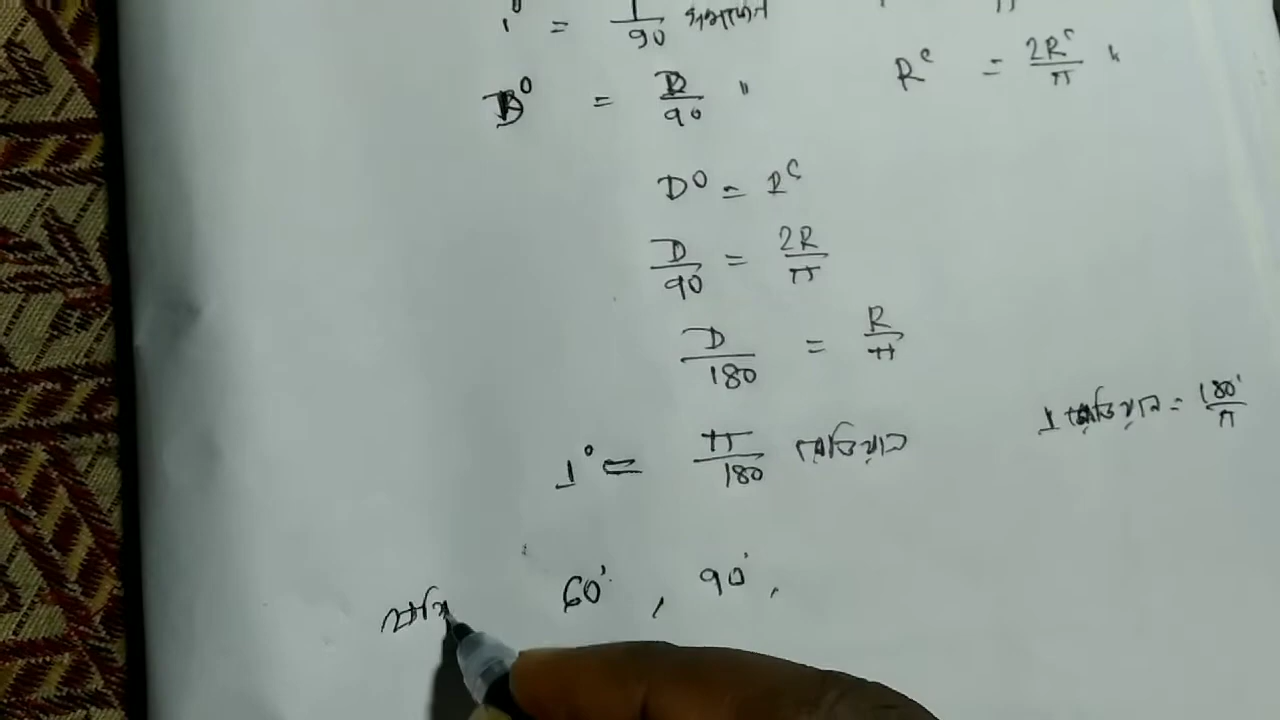 1° = 1/90 সমকোণ
D° = D/90 "
R^c = 2R^c/π "
D° = R^c
D/90 = 2R/π
D/180 = R/π
1 রেডিয়ান = 180°/π
1° = π/180 রেডিয়ান
60°, 90°,